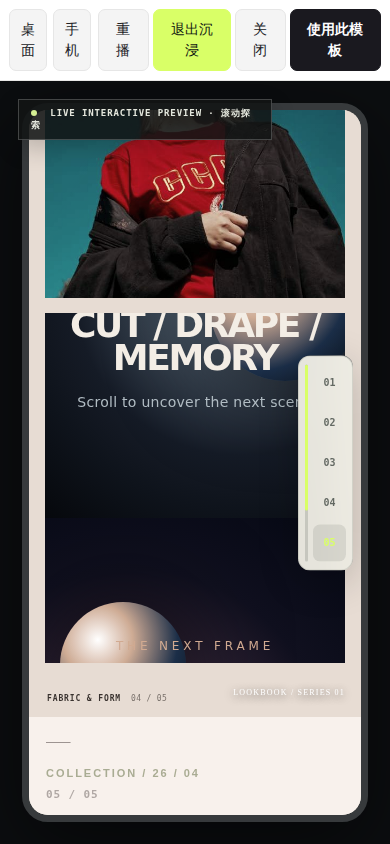 桌面
手机
重播
退出沉浸
关闭
使用此模板
LIVE INTERACTIVE PREVIEW · 滚动探索
CUT / DRAPE /
MEMORY
Scroll to uncover the next
01
02
03
04
05
NEXT FRAME
FABRIC & FORM 04 / 05
LOOKBOOK / SERIES 01
COLLECTION / 26 / 04
05 / 05